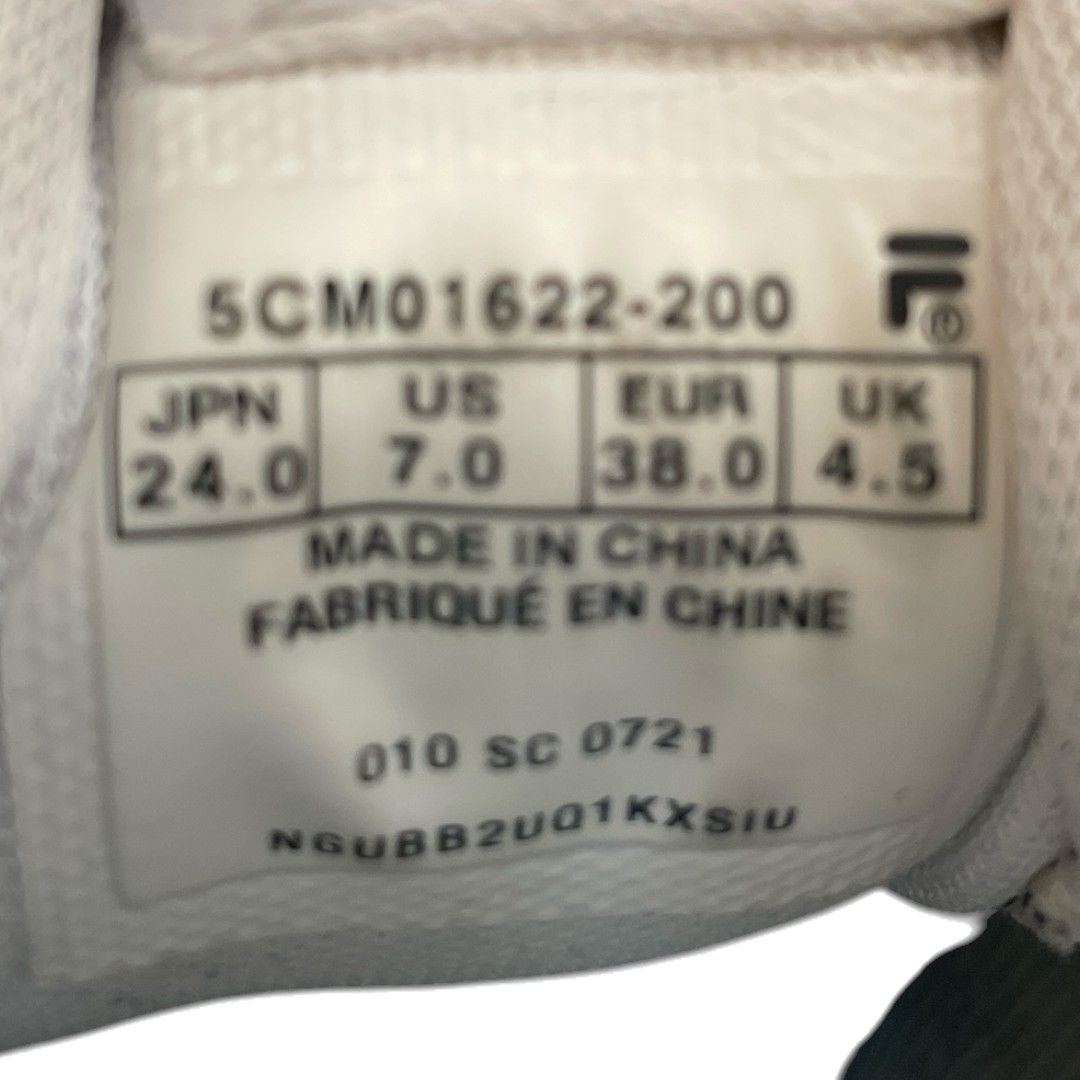 5CM01622-200
JPN US EUR UK
24.0 7.0 38.0 4.5
MADE IN CHINA
FABRIQUÉ EN CHINE
010 SC 0721
NGUBB2UQ1KXSIU